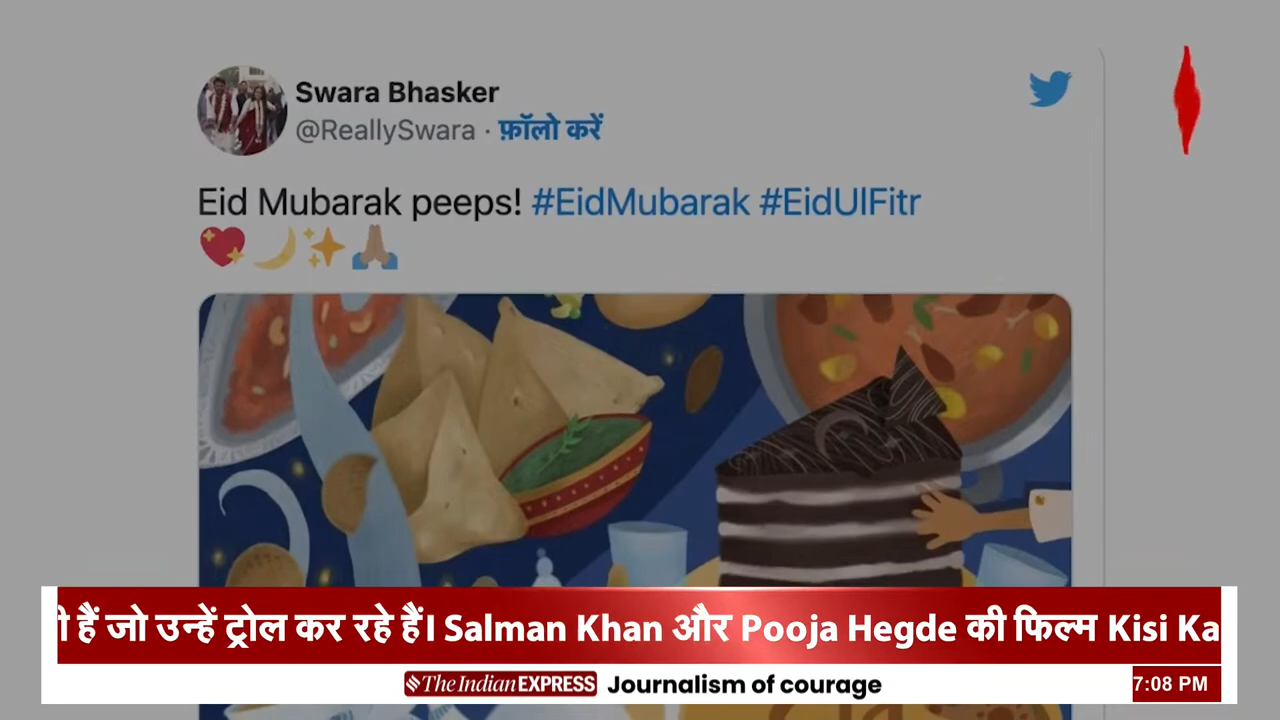 Swara Bhasker
@ReallySwara · फ़ॉलो करें
Eid Mubarak peeps! #EidMubarak #EidUlFitr
हैं जो उन्हें ट्रोल कर रहे हैं। Salman Khan और Pooja Hegde की फिल्म Kisi Ka
The Indian EXPRESS Journalism of courage
7:08 PM